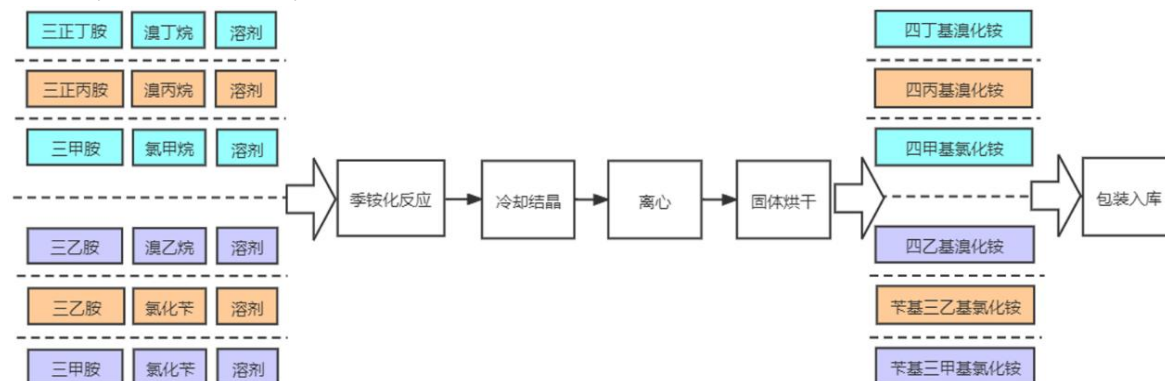 三正丁胺 溴丁烷 溶剂 四丁基溴化铵
三正丙胺 溴丙烷 溶剂 四丙基溴化铵
三甲胺 氯甲烷 溶剂 四甲基氯化铵
季铵化反应 冷却结晶 离心 固体烘干 包装入库
三乙胺 溴乙烷 溶剂 四乙基溴化铵
三乙胺 氯化苄 溶剂 苄基三乙基氯化铵
三甲胺 氯化苄 溶剂 苄基三甲基氯化铵